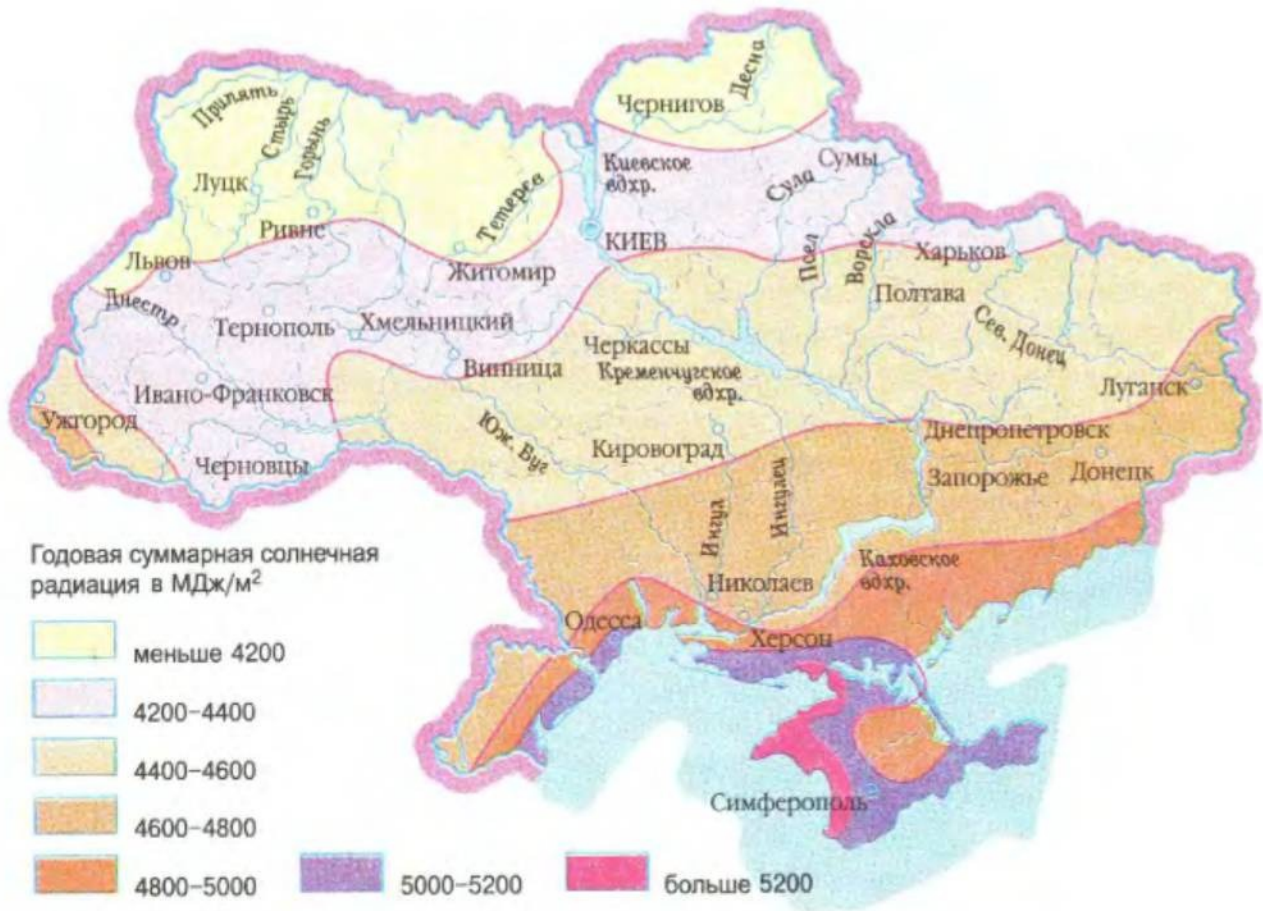 Десна
Чернигов
Припять
Стырь
Горынь
Луцк
Ривне
Тетерев
Киевское
вдхр.
Сула
Сумы
КИЕВ
Псел
Ворскла
Харьков
Львов
Житомир
Днестр
Тернополь
Хмельницкий
Полтава
Сев. Донец
Черкассы
Винница
Кременчугское
вдхр.
Луганск
Ивано-Франковск
Ужгород
Юж. Буг
Кировоград
Днепропетровск
Черновцы
Запорожье
Донецк
Ингул
Ингулец
Годовая суммарная солнечная
радиация в МДж/м²
Каховское
вдхр.
Николаев
Одесса
Херсон
Симферополь
меньше 4200
4200–4400
4400–4600
4600–4800
4800–5000
5000–5200
больше 5200